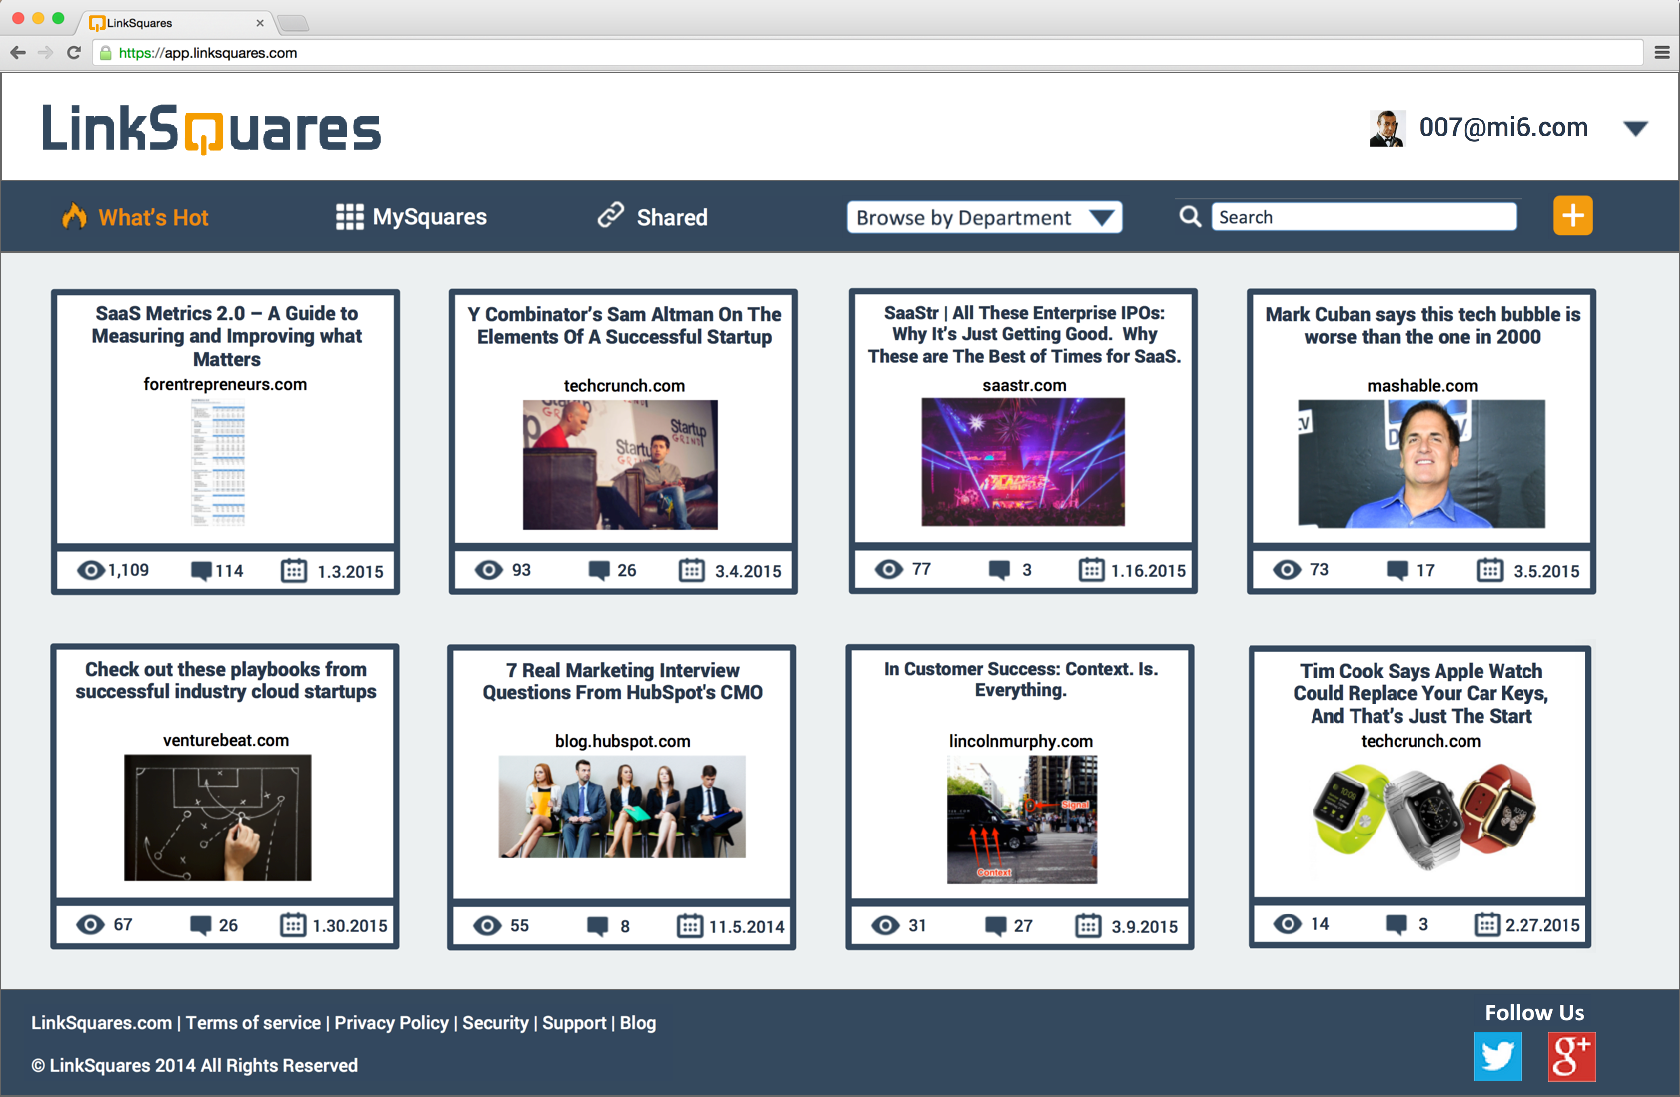 LinkSquares
https://app.linksquares.com
LinkSquares
007@mi6.com
What's Hot
MySquares
Shared
Browse by Department
Search
SaaS Metrics 2.0 – A Guide to
Measuring and Improving what
Matters
forentrepreneurs.com
1,109
114
1.3.2015
Y Combinator's Sam Altman On The
Elements Of A Successful Startup
techcrunch.com
Startup
GRIND
Startup
GRIND
93
26
3.4.2015
SaaStr | All These Enterprise IPOs:
Why It's Just Getting Good.  Why
These are The Best of Times for SaaS.
saastr.com
77
3
1.16.2015
Mark Cuban says this tech bubble is
worse than the one in 2000
mashable.com
73
17
3.5.2015
Check out these playbooks from
successful industry cloud startups
venturebeat.com
67
26
1.30.2015
7 Real Marketing Interview
Questions From HubSpot's CMO
blog.hubspot.com
55
8
11.5.2014
In Customer Success: Context. Is.
Everything.
lincolnmurphy.com
Signal
Context
31
27
3.9.2015
Tim Cook Says Apple Watch
Could Replace Your Car Keys,
And That's Just The Start
techcrunch.com
10:09
14
3
2.27.2015
LinkSquares.com | Terms of service | Privacy Policy | Security | Support | Blog
© LinkSquares 2014 All Rights Reserved
Follow Us
g+